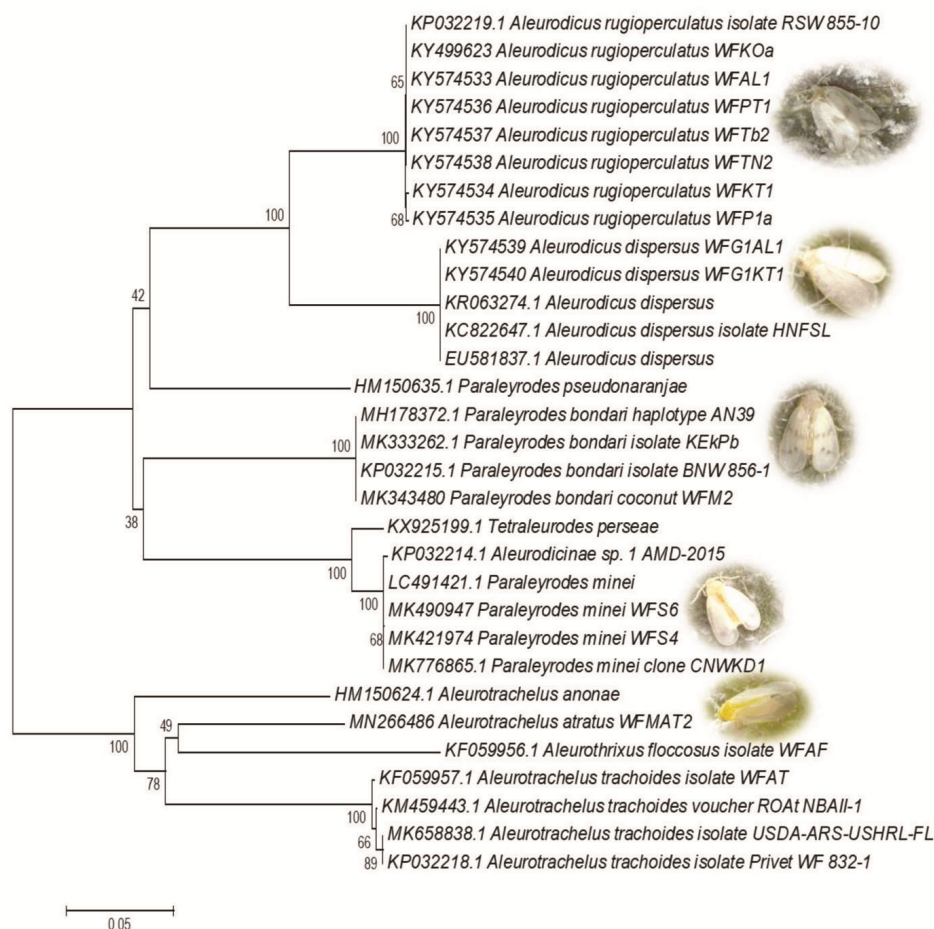 KP032219.1 Aleurodicus rugioperculatus isolate RSW 855-10
KY499623 Aleurodicus rugioperculatus WFKOa
65
KY574533 Aleurodicus rugioperculatus WFAL1
KY574536 Aleurodicus rugioperculatus WFPT1
100
KY574537 Aleurodicus rugioperculatus WFTb2
KY574538 Aleurodicus rugioperculatus WFTN2
KY574534 Aleurodicus rugioperculatus WFKT1
100
68
KY574535 Aleurodicus rugioperculatus WFP1a
KY574539 Aleurodicus dispersus WFG1AL1
KY574540 Aleurodicus dispersus WFG1KT1
42
KR063274.1 Aleurodicus dispersus
100
KC822647.1 Aleurodicus dispersus isolate HNFSL
EU581837.1 Aleurodicus dispersus
HM150635.1 Paraleyrodes pseudonaranjae
MH178372.1 Paraleyrodes bondari haplotype AN39
100
MK333262.1 Paraleyrodes bondari isolate KEkPb
KP032215.1 Paraleyrodes bondari isolate BNW 856-1
MK343480 Paraleyrodes bondari coconut WFM2
38
KX925199.1 Tetraleurodes perseae
KP032214.1 Aleurodicinae sp. 1 AMD-2015
100
LC491421.1 Paraleyrodes minei
100
MK490947 Paraleyrodes minei WFS6
68
MK421974 Paraleyrodes minei WFS4
MK776865.1 Paraleyrodes minei clone CNWKD1
HM150624.1 Aleurotrachelus anonae
49
MN266486 Aleurotrachelus atratus WFMAT2
100
KF059956.1 Aleurothrixus floccosus isolate WFAF
78
KF059957.1 Aleurotrachelus trachoides isolate WFAT
KM459443.1 Aleurotrachelus trachoides voucher ROAt NBAII-1
100
MK658838.1 Aleurotrachelus trachoides isolate USDA-ARS-USHRL-FL
66
89
KP032218.1 Aleurotrachelus trachoides isolate Privet WF 832-1
0.05